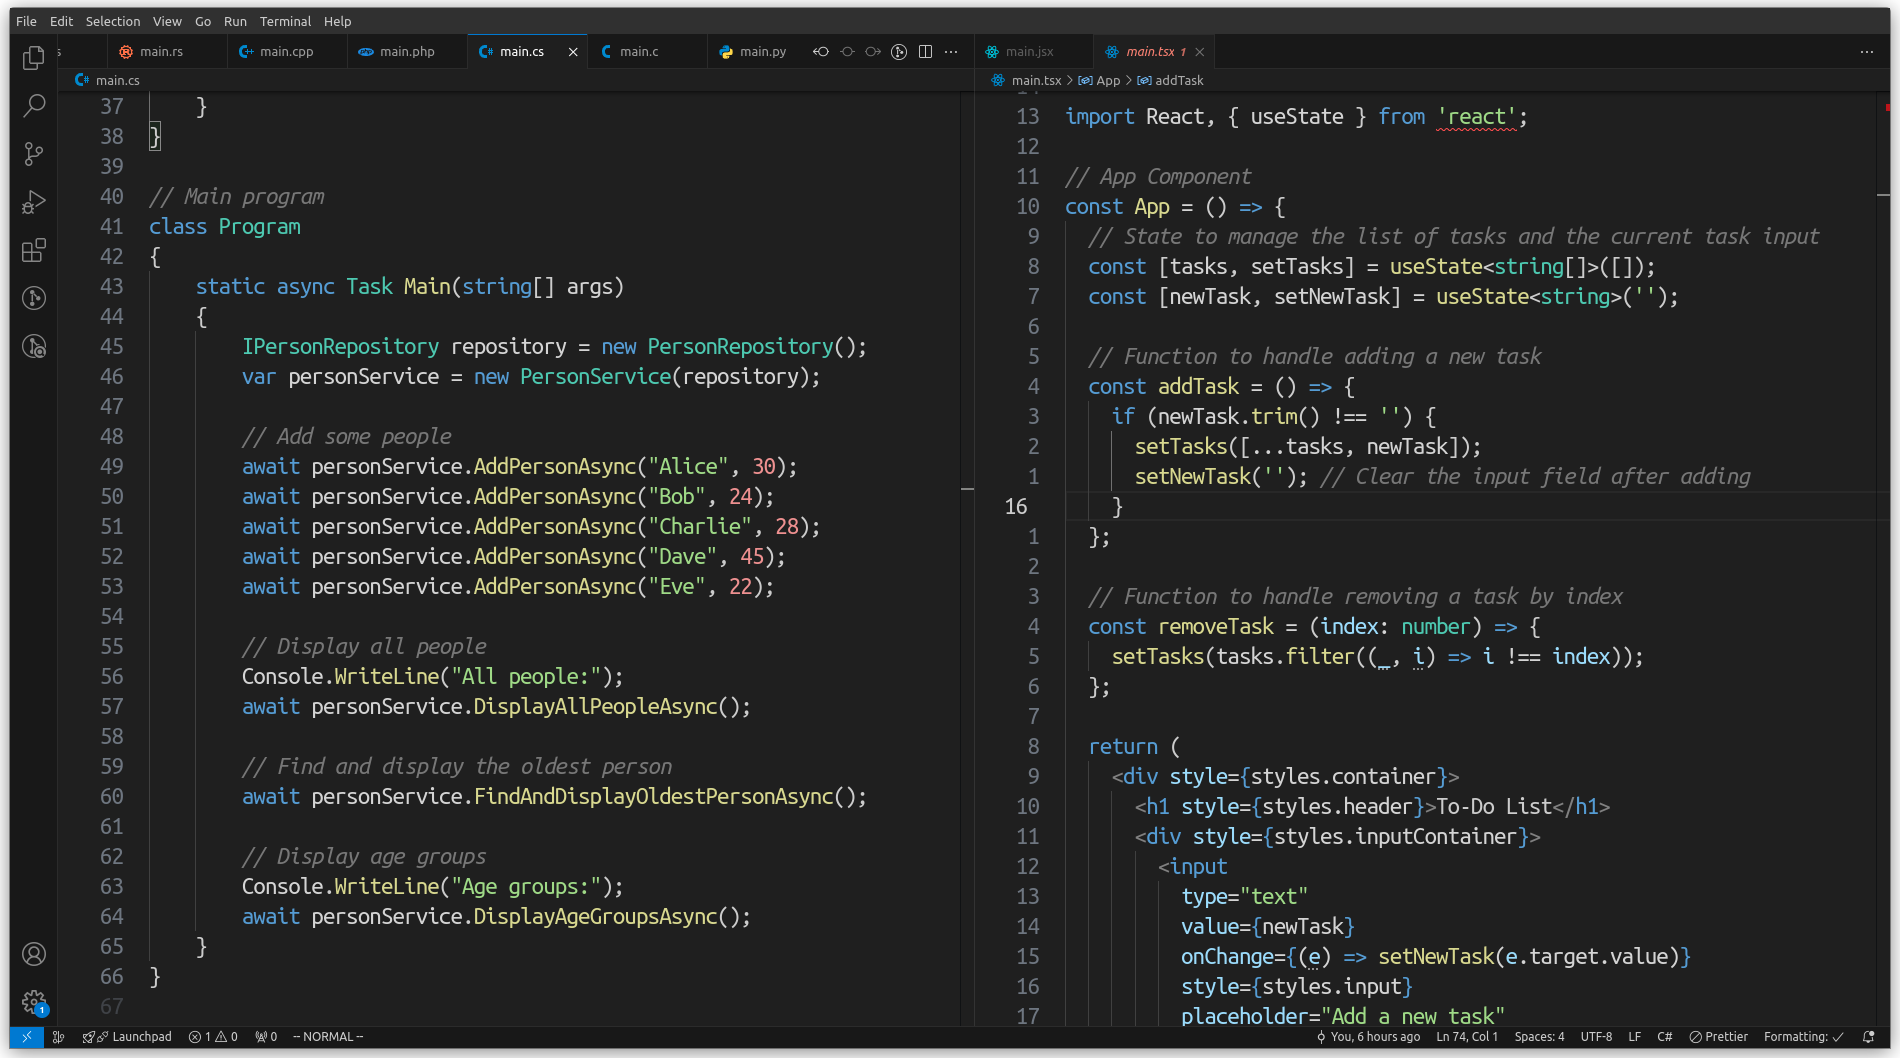 File Edit Selection View Go Run Terminal Help
s main.rs main.cpp main.php main.cs main.c main.py
main.cs
37 }
38 }
39
40 // Main program
41 class Program
42 {
43 static async Task Main(string[] args)
44 {
45 IPersonRepository repository = new PersonRepository();
46 var personService = new PersonService(repository);
47
48 // Add some people
49 await personService.AddPersonAsync("Alice", 30);
50 await personService.AddPersonAsync("Bob", 24);
51 await personService.AddPersonAsync("Charlie", 28);
52 await personService.AddPersonAsync("Dave", 45);
53 await personService.AddPersonAsync("Eve", 22);
54
55 // Display all people
56 Console.WriteLine("All people:");
57 await personService.DisplayAllPeopleAsync();
58
59 // Find and display the oldest person
60 await personService.FindAndDisplayOldestPersonAsync();
61
62 // Display age groups
63 Console.WriteLine("Age groups:");
64 await personService.DisplayAgeGroupsAsync();
65 }
66 }
67
main.jsx main.tsx 1
main.tsx > App > addTask
13 import React, { useState } from 'react';
12
11 // App Component
10 const App = () => {
9 // State to manage the list of tasks and the current task input
8 const [tasks, setTasks] = useState<string[]>([]);
7 const [newTask, setNewTask] = useState<string>('');
6
5 // Function to handle adding a new task
4 const addTask = () => {
3 if (newTask.trim() !== '') {
2 setTasks([...tasks, newTask]);
1 setNewTask(''); // Clear the input field after adding
16 }
1 };
2
3 // Function to handle removing a task by index
4 const removeTask = (index: number) => {
5 setTasks(tasks.filter((_, i) => i !== index));
6 };
7
8 return (
9 <div style={styles.container}>
10 <h1 style={styles.header}>To-Do List</h1>
11 <div style={styles.inputContainer}>
12 <input
13 type="text"
14 value={newTask}
15 onChange={(e) => setNewTask(e.target.value)}
16 style={styles.input}
17 placeholder="Add a new task"
1
Launchpad 1 0 0 -- NORMAL -- You, 6 hours ago Ln 74, Col 1 Spaces: 4 UTF-8 LF C# Prettier Formatting: ✓